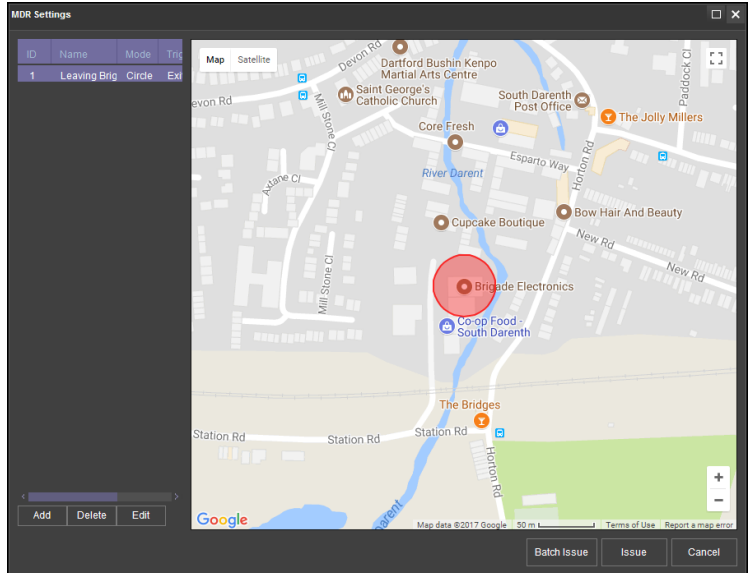 MDR Settings
ID Name Mode Trig
1 Leaving Brig Circle Exi
Add Delete Edit
Map Satellite
Devon Rd
Dartford Bushin Kenpo
Martial Arts Centre
Saint George's
Catholic Church
evon Rd
Mill Stone Cl
South Darenth
Post Office
Paddock Cl
The Jolly Millers
Core Fresh
Esparto Way
Horton Rd
River Darent
Axtane Cl
Cupcake Boutique
Bow Hair And Beauty
New Rd
New Rd
Mill Stone Cl
Brigade Electronics
Co-op Food -
South Darenth
The Bridges
Station Rd
Station Rd
Station Rd
Horton Rd
arent
Google
Map data ©2017 Google 50 m Terms of Use Report a map error
Batch Issue Issue Cancel